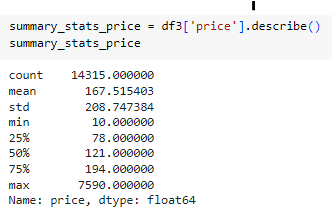 summary_stats_price = df3['price'].describe()
summary_stats_price
count    14315.000000
mean       167.515403
std        208.747384
min         10.000000
25%         78.000000
50%        121.000000
75%        194.000000
max       7590.000000
Name: price, dtype: float64